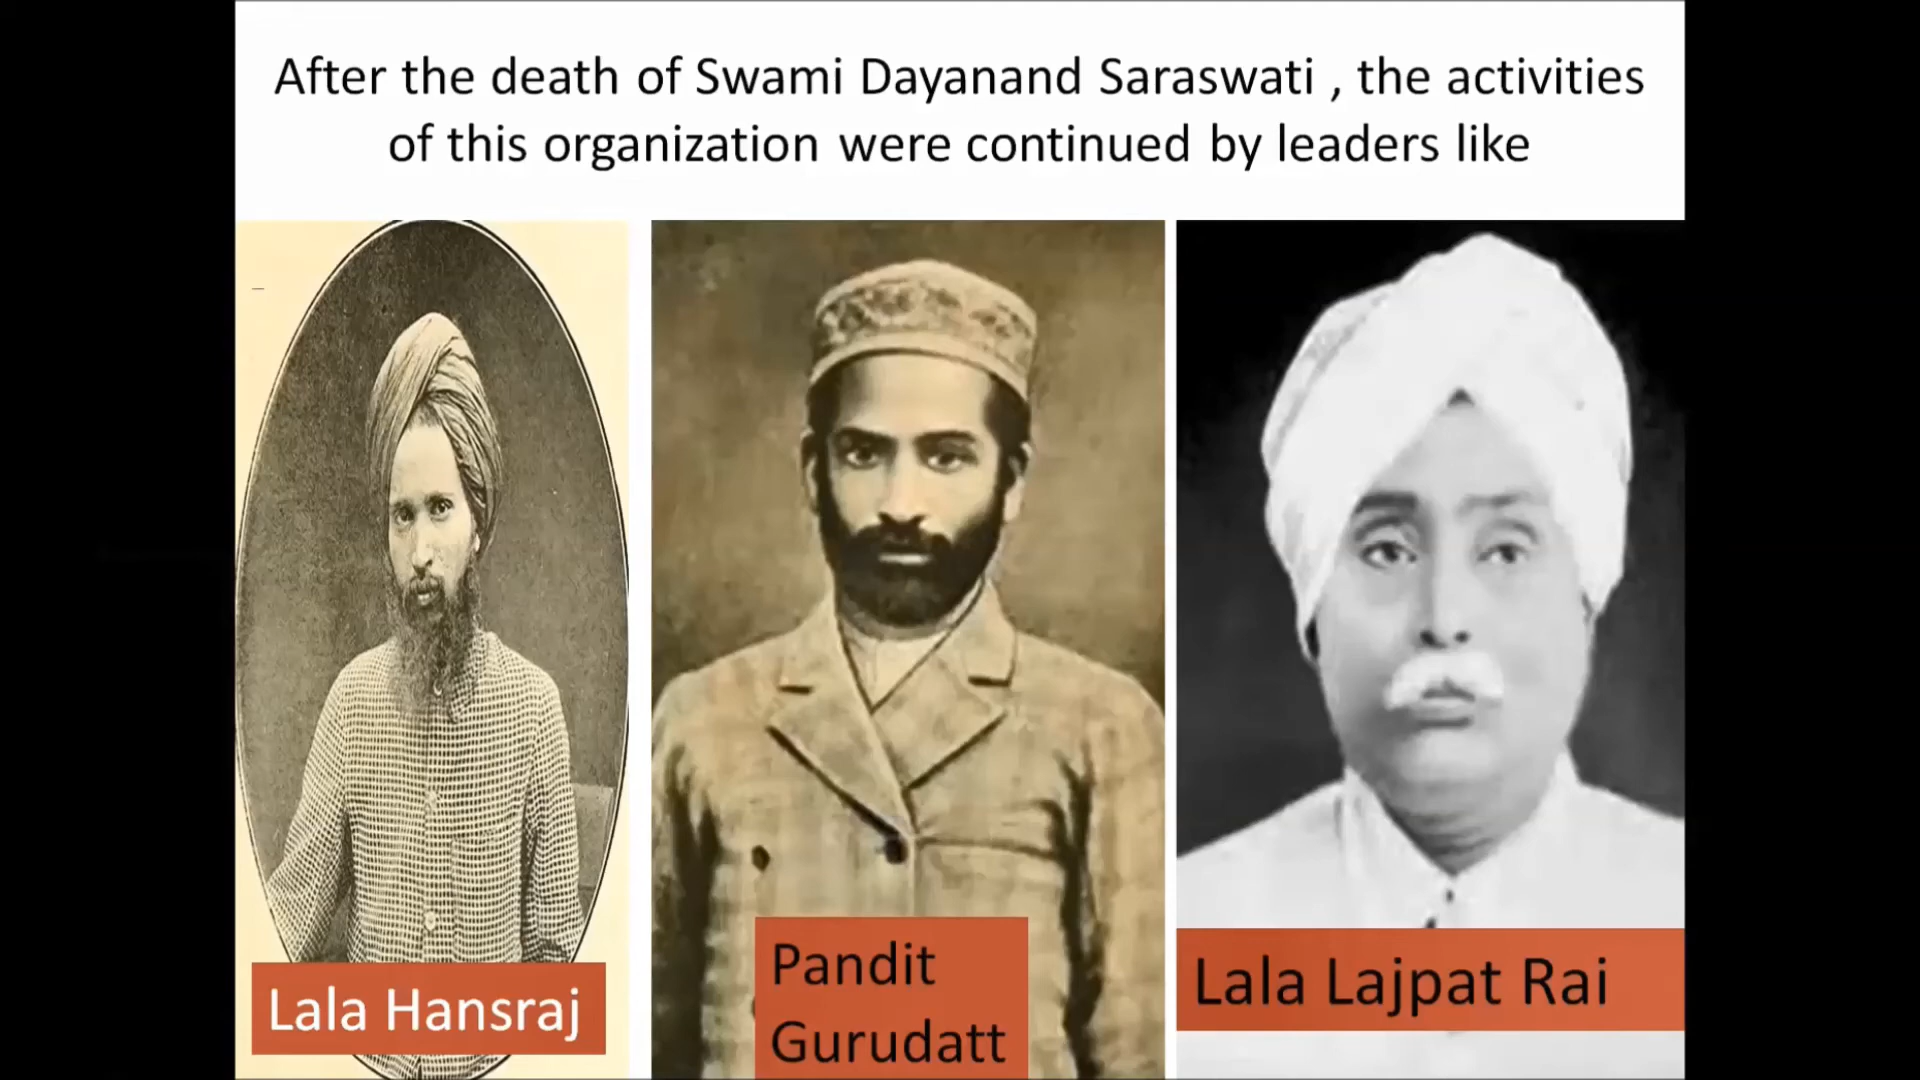 After the death of Swami Dayanand Saraswati , the activities
of this organization were continued by leaders like
Lala Hansraj
Pandit
Gurudatt
Lala Lajpat Rai